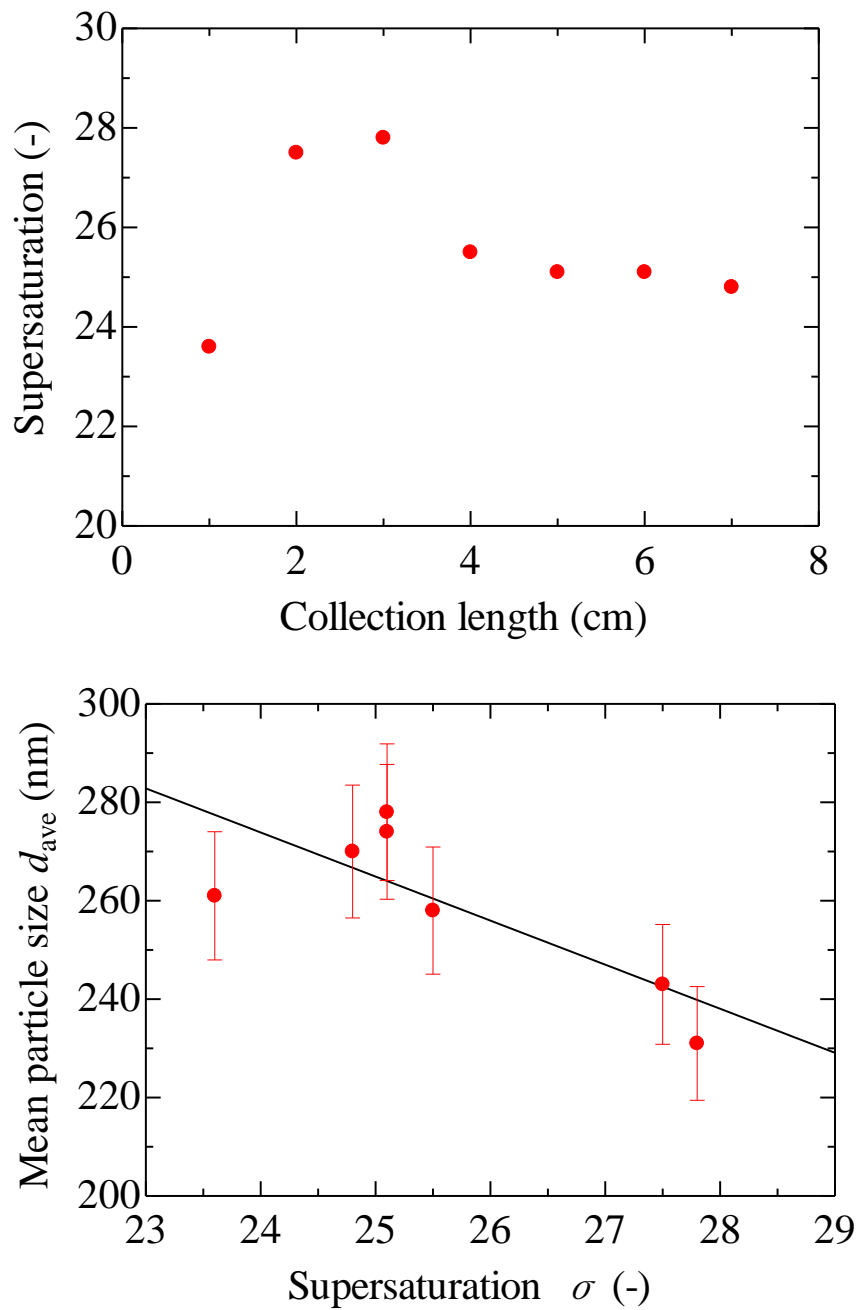 30
28
26
24
22
20
Supersaturation (-)
0 2 4 6 8
Collection length (cm)
300
280
260
240
220
200
Mean particle size dave (nm)
23 24 25 26 27 28 29
Supersaturation σ (-)